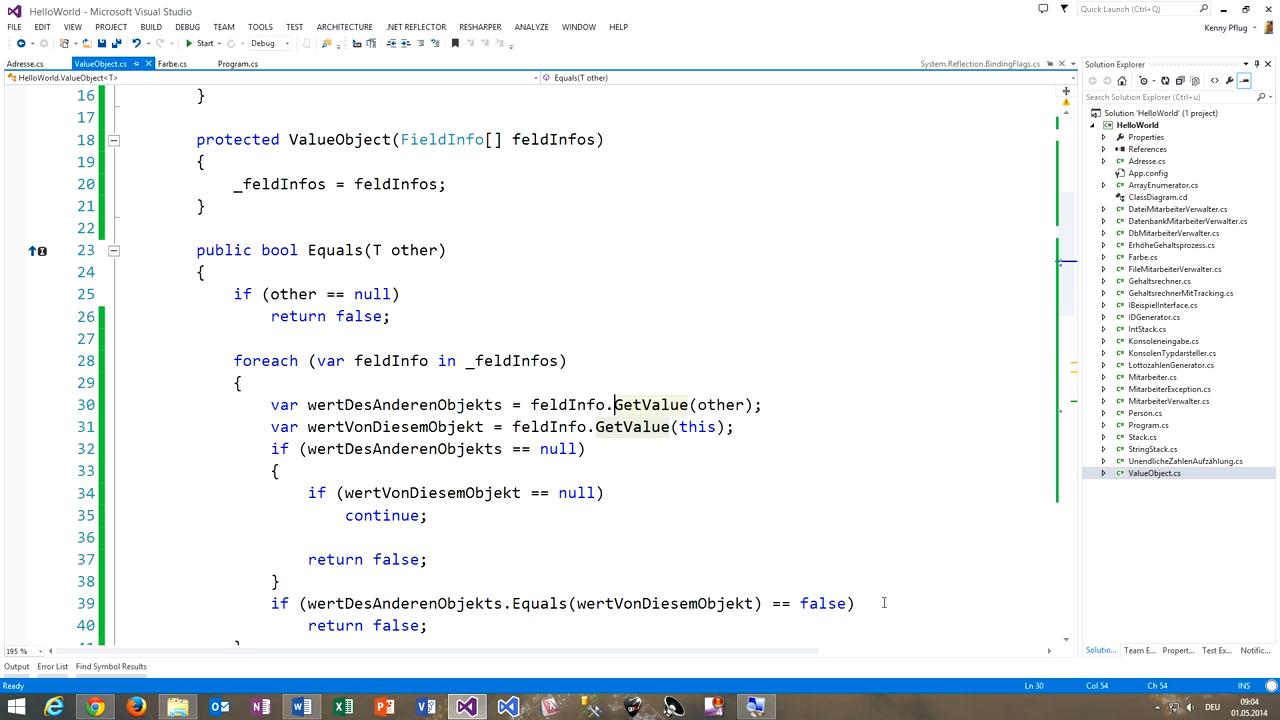 HelloWorld - Microsoft Visual Studio
Quick Launch (Ctrl+Q)
FILE EDIT VIEW PROJECT BUILD DEBUG TEAM TOOLS TEST ARCHITECTURE .NET REFLECTOR RESHARPER ANALYZE WINDOW HELP
Kenny Pflug
Start
Debug
Adresse.cs
ValueObject.cs
Farbe.cs
Program.cs
System.Reflection.BindingFlags.cs
HelloWorld.ValueObject<T>
Equals(T other)
16 }
17
18 protected ValueObject(FieldInfo[] feldInfos)
19 {
20 _feldInfos = feldInfos;
21 }
22
23 public bool Equals(T other)
24 {
25 if (other == null)
26 return false;
27
28 foreach (var feldInfo in _feldInfos)
29 {
30 var wertDesAnderenObjekts = feldInfo.GetValue(other);
31 var wertVonDiesemObjekt = feldInfo.GetValue(this);
32 if (wertDesAnderenObjekts == null)
33 {
34 if (wertVonDiesemObjekt == null)
35 continue;
36
37 return false;
38 }
39 if (wertDesAnderenObjekts.Equals(wertVonDiesemObjekt) == false)
40 return false;
195 %
Solution Explorer
Search Solution Explorer (Ctrl+ü)
Solution 'HelloWorld' (1 project)
HelloWorld
Properties
References
Adresse.cs
App.config
ArrayEnumerator.cs
ClassDiagram.cd
DateiMitarbeiterVerwalter.cs
DatenbankMitarbeiterVerwalter.cs
DbMitarbeiterVerwalter.cs
ErhöheGehaltsprozess.cs
Farbe.cs
FileMitarbeiterVerwalter.cs
Gehaltsrechner.cs
GehaltsrechnerMitTracking.cs
IBeispielInterface.cs
IDGenerator.cs
IntStack.cs
Konsoleneingabe.cs
KonsolenTypdarsteller.cs
LottozahlenGenerator.cs
Mitarbeiter.cs
MitarbeiterException.cs
MitarbeiterVerwalter.cs
Person.cs
Program.cs
Stack.cs
StringStack.cs
UnendlicheZahlenAufzählung.cs
ValueObject.cs
Solutio... Team E... Propert... Test Ex... Notific...
Output Error List Find Symbol Results
Ready
Ln 30 Col 54 Ch 54 INS
DEU
09:04
01.05.2014